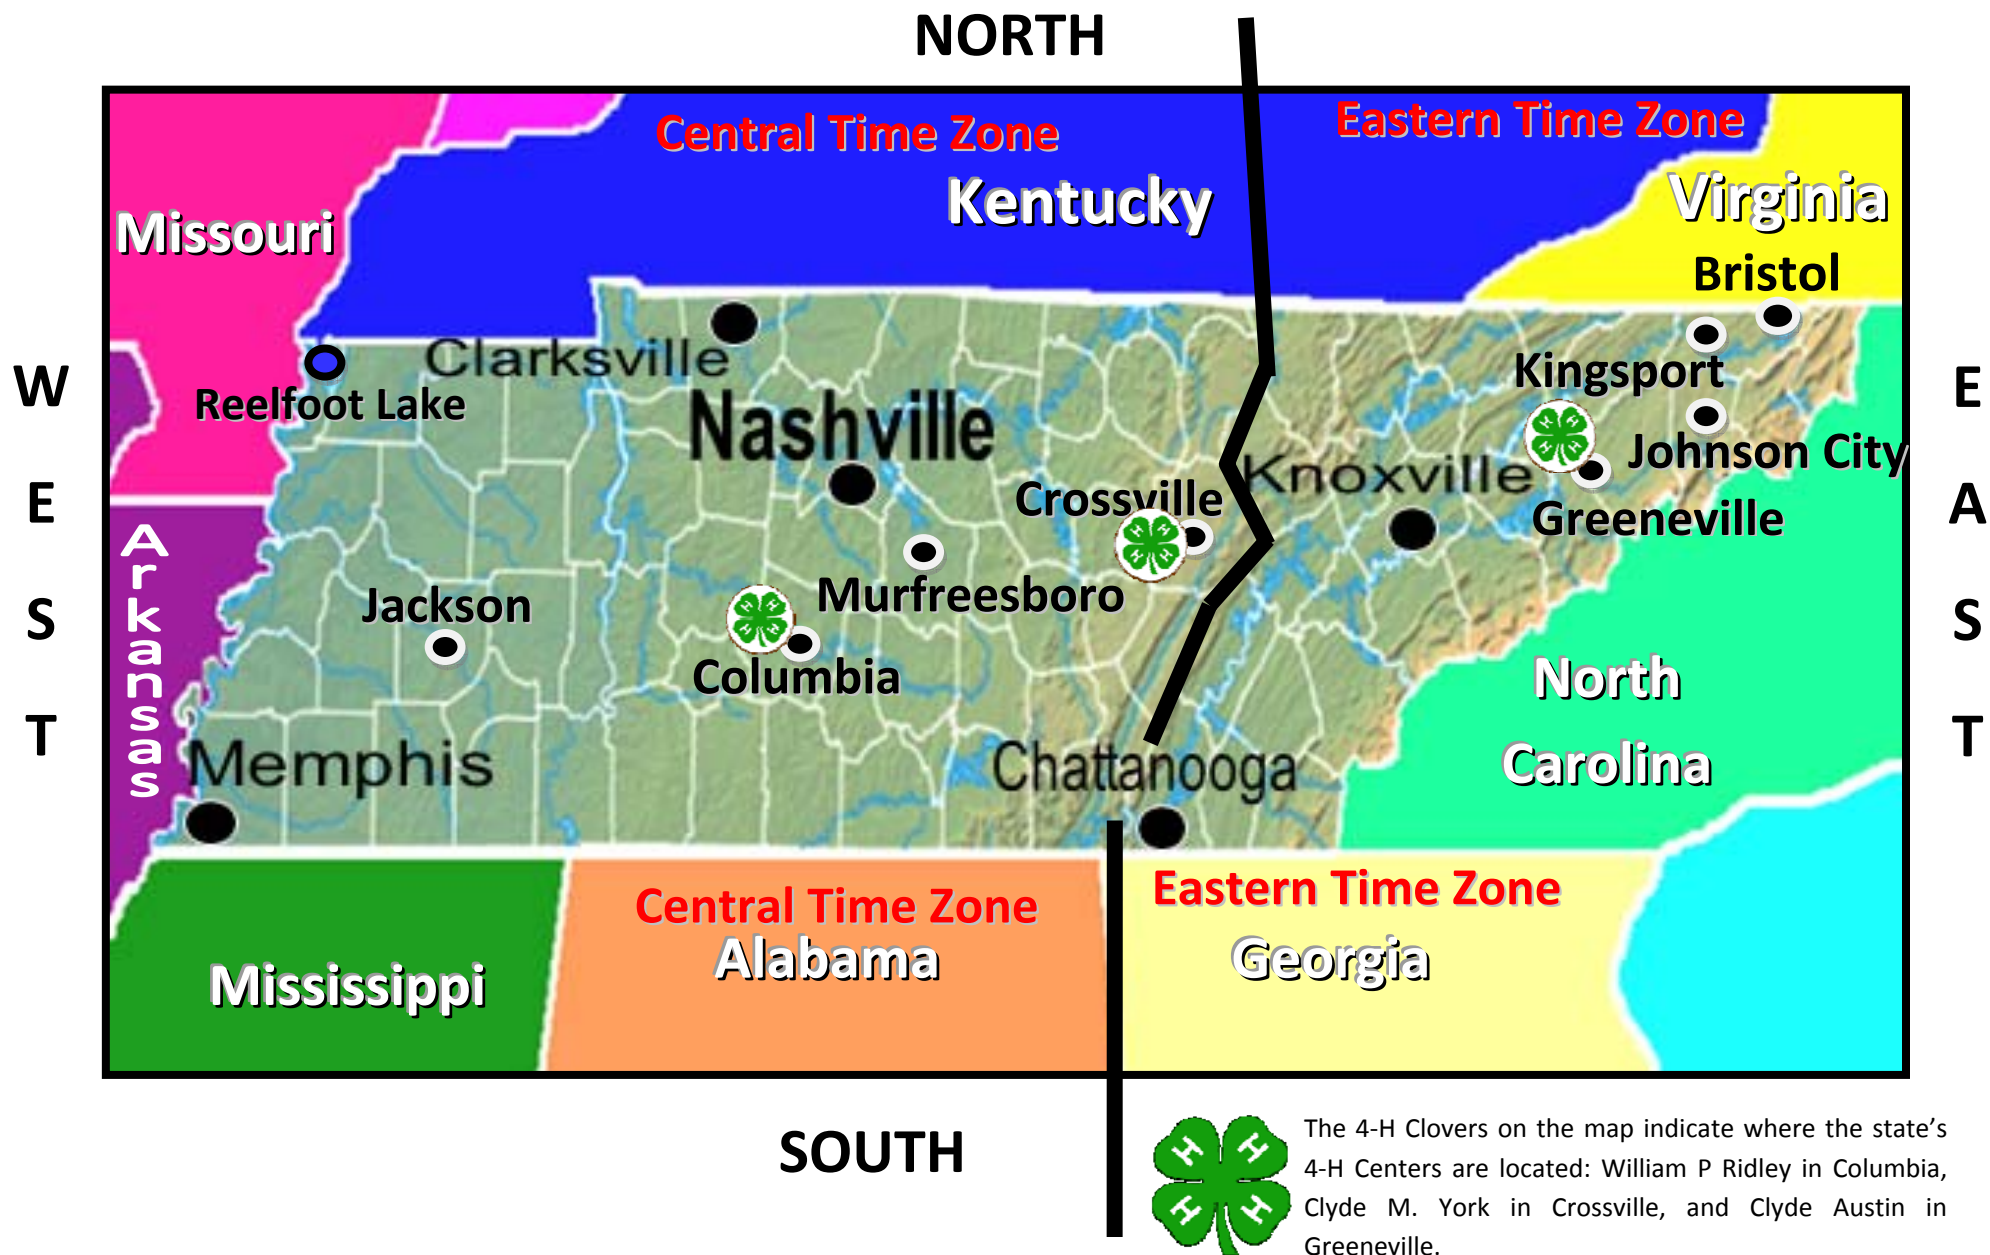 NORTH
Central Time Zone
Eastern Time Zone
Kentucky
Virginia
Missouri
Bristol
Clarksville
Kingsport
Reelfoot Lake
WEST
EAST
Nashville
Johnson City
Knoxville
Crossville
Greeneville
Arkansas
Jackson
Murfreesboro
Columbia
North
Carolina
Memphis
Chattanooga
Central Time Zone
Eastern Time Zone
Alabama
Georgia
Mississippi
SOUTH
H H
H H
The 4-H Clovers on the map indicate where the state’s
4-H Centers are located: William P Ridley in Columbia,
Clyde M. York in Crossville, and Clyde Austin in
Greeneville.